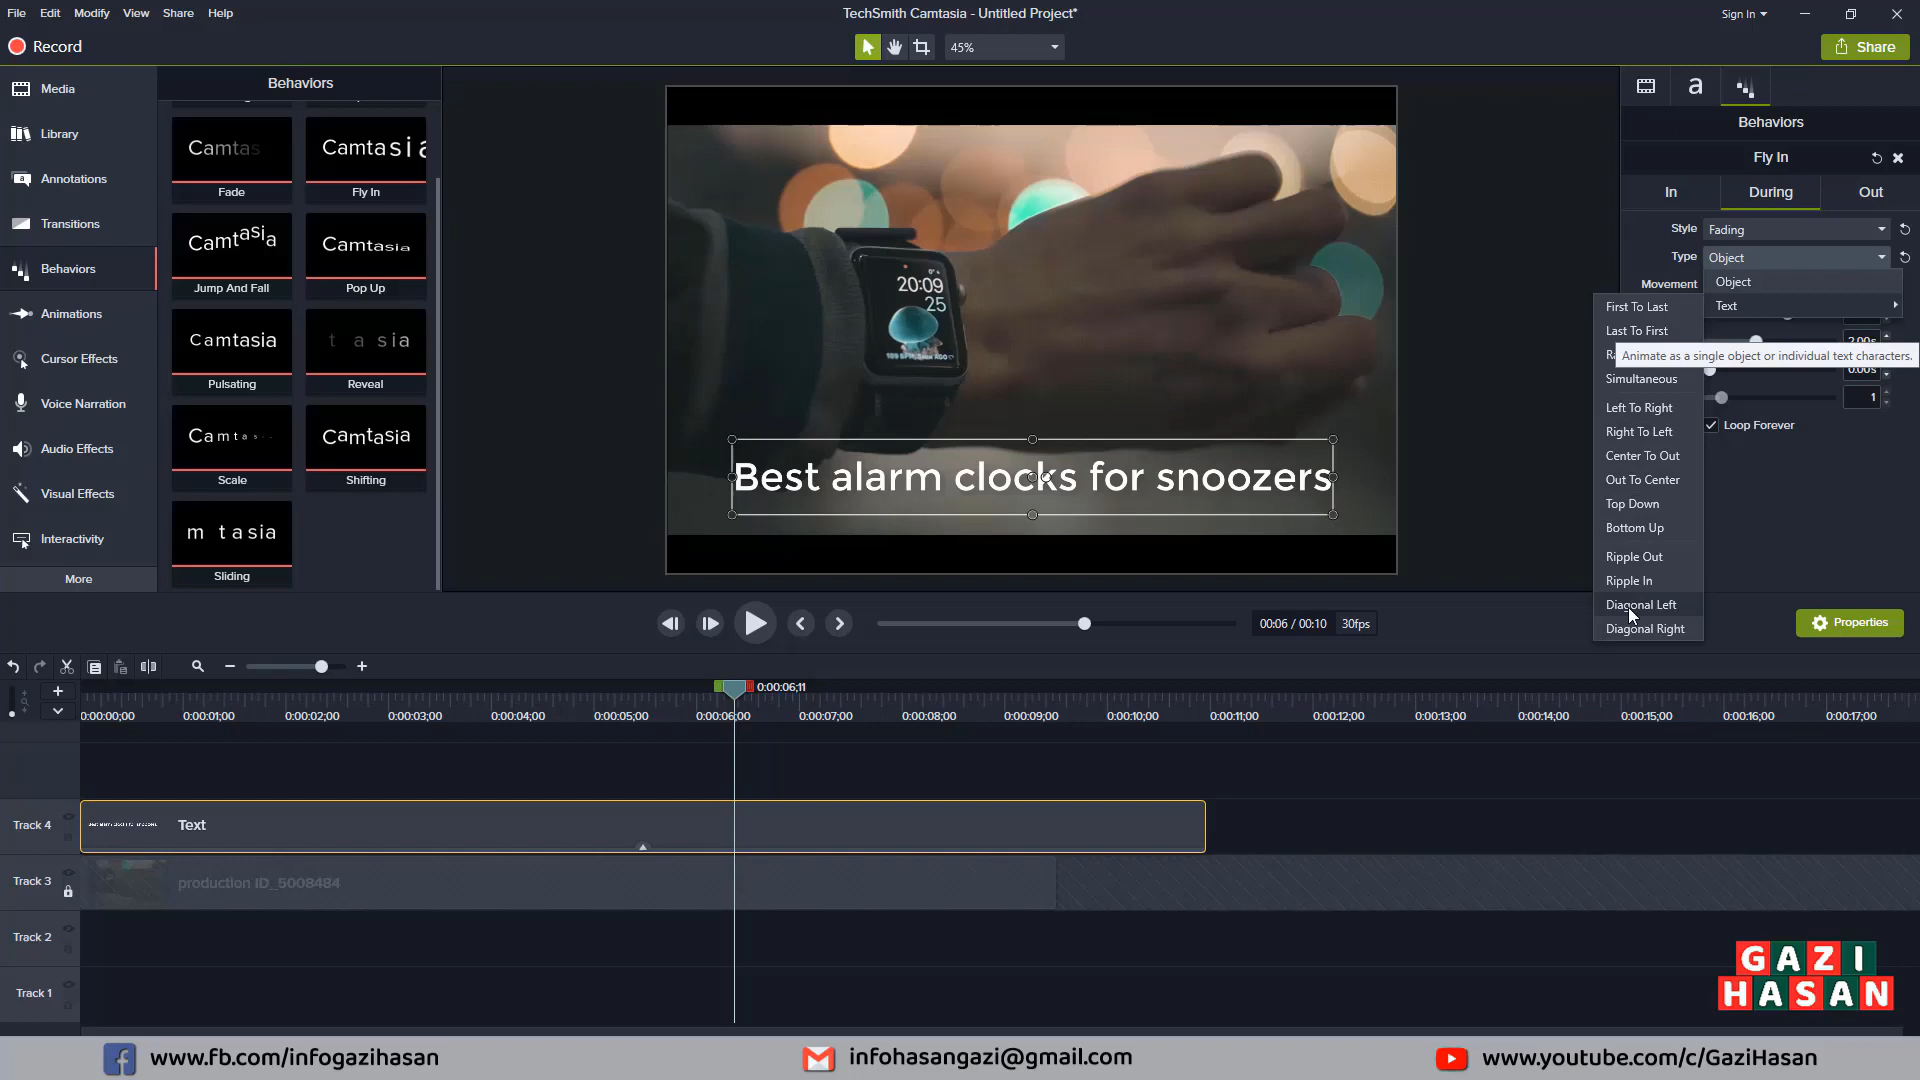 File Edit Modify View Share Help
TechSmith Camtasia - Untitled Project*
Sign In
Record
45%
Share
Media
Library
Annotations
Transitions
Behaviors
Animations
Cursor Effects
Voice Narration
Audio Effects
Visual Effects
Interactivity
More
Behaviors
Camtas
Fade
Camtasia
Fly In
Camtasia
Jump And Fall
Camtasia
Pop Up
Camtasia
Pulsating
t a sia
Reveal
Camtas
Scale
Camtasia
Shifting
m t asia
Sliding
20:09
25
Best alarm clocks for snoozers
a
Behaviors
Fly In
In During Out
Style Fading
Type Object
Movement
Object
Text
First To Last
Last To First
Ra
Animate as a single object or individual text characters.
Simultaneous
Left To Right
Right To Left
Center To Out
Out To Center
Top Down
Bottom Up
Ripple Out
Ripple In
Diagonal Left
Diagonal Right
2.00s
0.00s
1
Loop Forever
00:06 / 00:10 30fps
Properties
0:00:06;11
0:00:00;00 0:00:01;00 0:00:02;00 0:00:03;00 0:00:04;00 0:00:05;00 0:00:06;00 0:00:07;00 0:00:08;00 0:00:09;00 0:00:10;00 0:00:11;00 0:00:12;00 0:00:13;00 0:00:14;00 0:00:15;00 0:00:16;00 0:00:17;00
Track 4
Text
Track 3
production ID_5008484
Track 2
Track 1
GAZI
HASAN
www.fb.com/infogazihasan
infohasangazi@gmail.com
www.youtube.com/c/GaziHasan